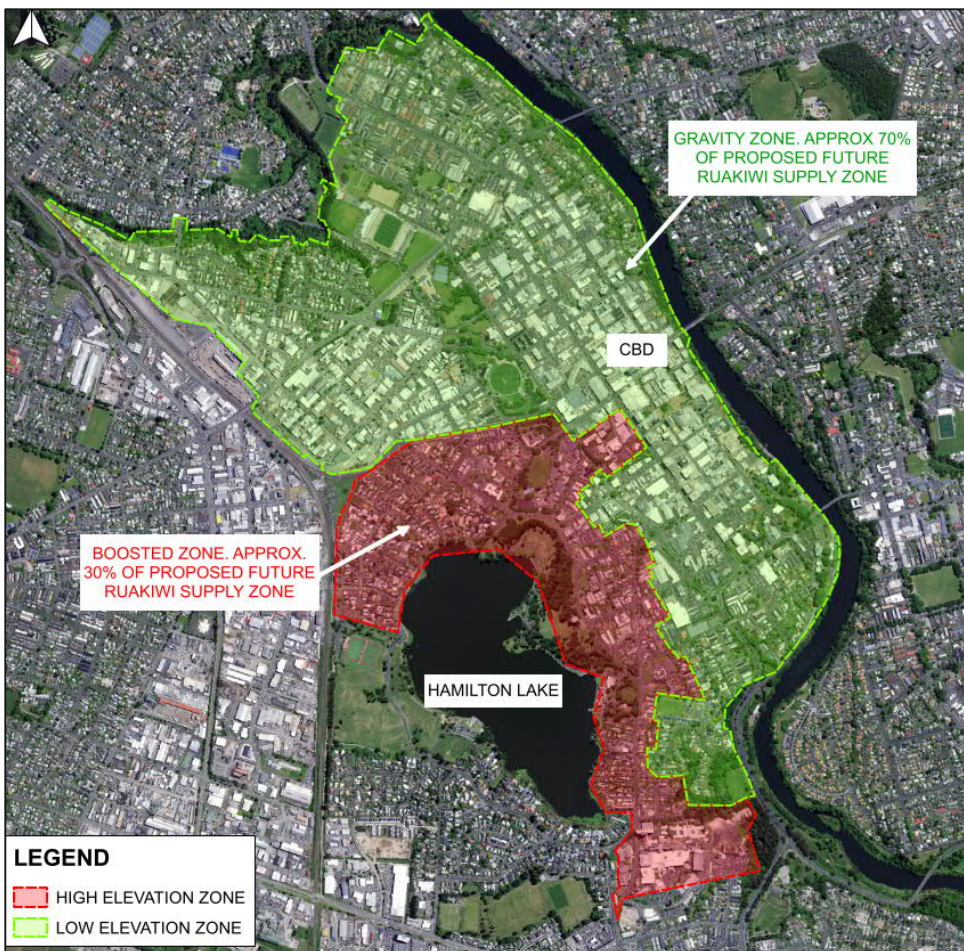 GRAVITY ZONE. APPROX 70%
OF PROPOSED FUTURE
RUAKIWI SUPPLY ZONE
CBD
BOOSTED ZONE. APPROX.
30% OF PROPOSED FUTURE
RUAKIWI SUPPLY ZONE
HAMILTON LAKE
LEGEND
HIGH ELEVATION ZONE
LOW ELEVATION ZONE